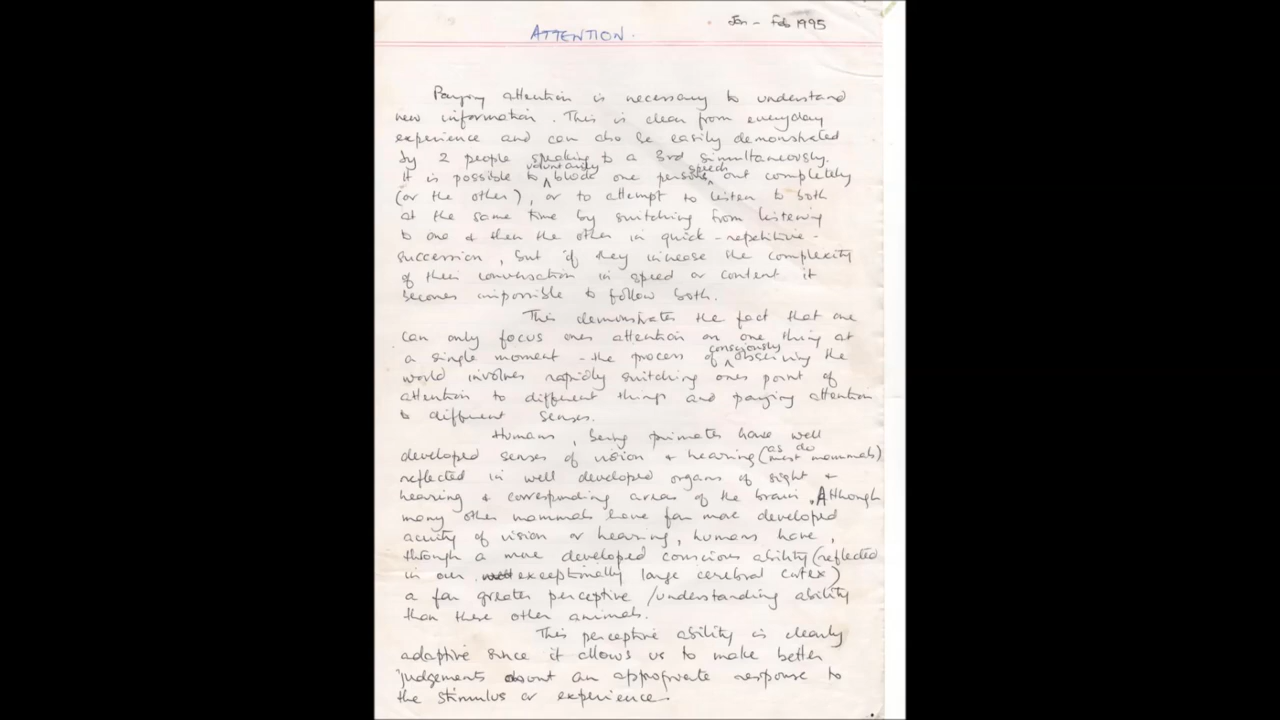 Jan - Feb 1995
ATTENTION.
Paying attention is necessary to understand
new information. This is clear from everyday
experience and can also be easily demonstrated
by 2 people speaking to a 3rd simultaneously.
It is possible to voluntarily block one persons speech out completely
(or the other), or to attempt to listen to both
at the same time by switching from listening
to one & then the other in quick - repetitive -
succession, but if they increase the complexity
of their conversation in speed or content it
becomes impossible to follow both.
This demonstrates the fact that one
can only focus ones attention on one thing at
a single moment - the process of consciously observing the
world involves rapidly switching ones point of
attention to different things and paying attention
to different senses.
Humans, being primates have well
developed senses of vision & hearing (as do most mammals)
reflected in well developed organs of sight &
hearing & corresponding areas of the brain. Although
many other mammals have far more developed
acuity of vision or hearing, humans have,
through a more developed conscious ability (reflected
in our exceptionally large cerebral cortex)
a far greater perceptive/understanding ability
than these other animals.
This perceptive ability is clearly
adaptive since it allows us to make better
judgements about an appropriate response to
the stimulus or experience.